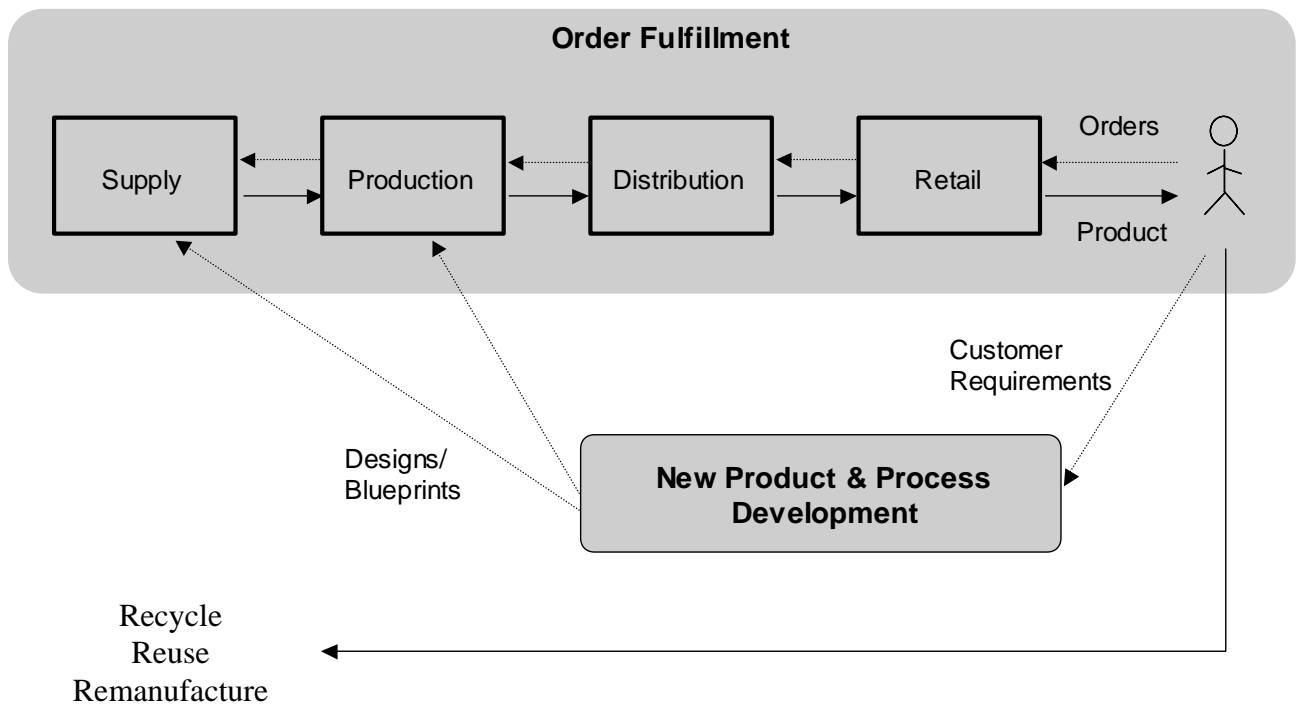 Order Fulfillment
Orders
Supply
Production
Distribution
Retail
Product
Customer
Requirements
Designs/
Blueprints
New Product & Process
Development
Recycle
Reuse
Remanufacture